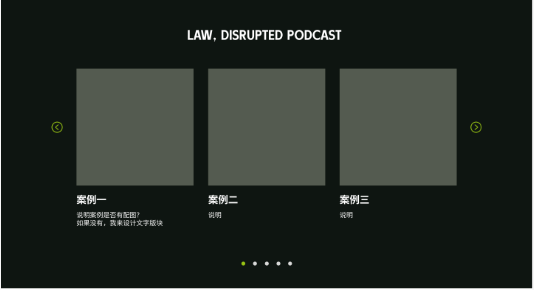 LAW, DISRUPTED PODCAST
案例一
说明案例是否有配图?
如果没有，我来设计文字版块
案例二
说明
案例三
说明